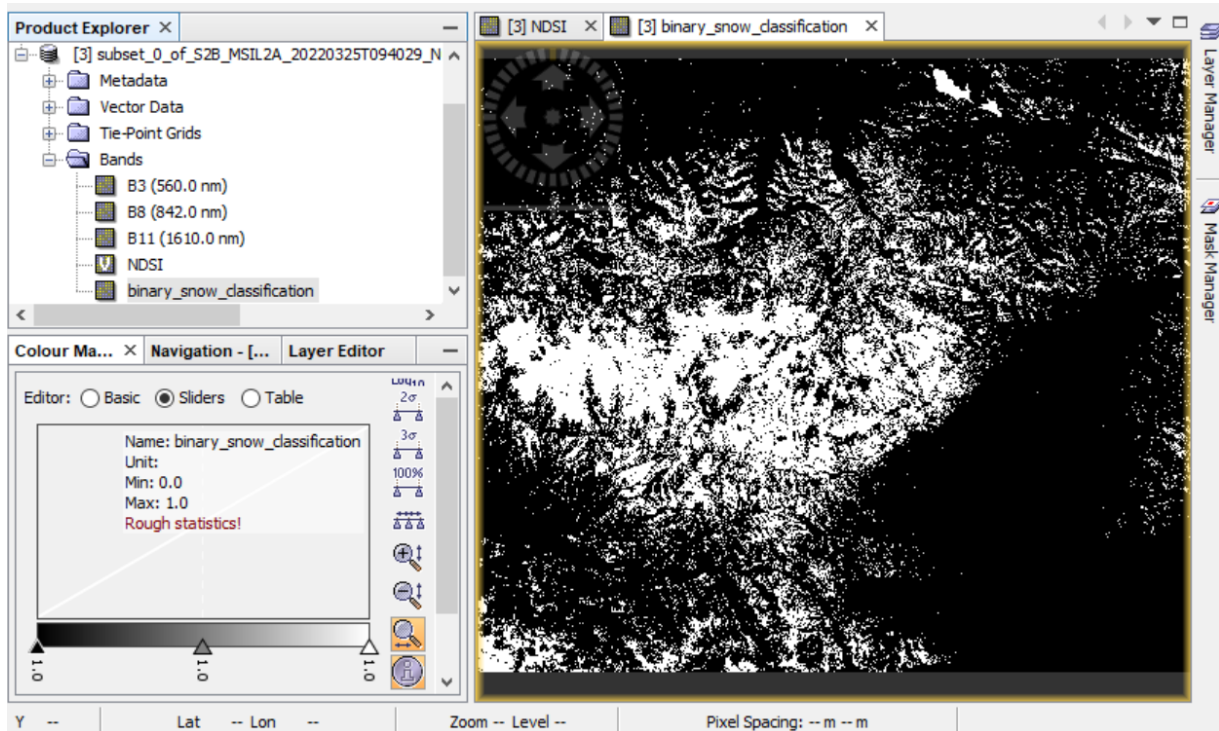 Product Explorer ×
[3] subset_0_of_S2B_MSIL2A_20220325T094029_N
Metadata
Vector Data
Tie-Point Grids
Bands
B3 (560.0 nm)
B8 (842.0 nm)
B11 (1610.0 nm)
NDSI
binary_snow_classification
Colour Ma... × Navigation - [... Layer Editor
Editor: Basic Sliders Table
Name: binary_snow_classification
Unit:
Min: 0.0
Max: 1.0
Rough statistics!
1.0 1.0 1.0
2σ
3σ
100%
[3] NDSI × [3] binary_snow_classification ×
Layer Manager
Mask Manager
Y -- Lat -- Lon -- Zoom -- Level -- Pixel Spacing: -- m -- m